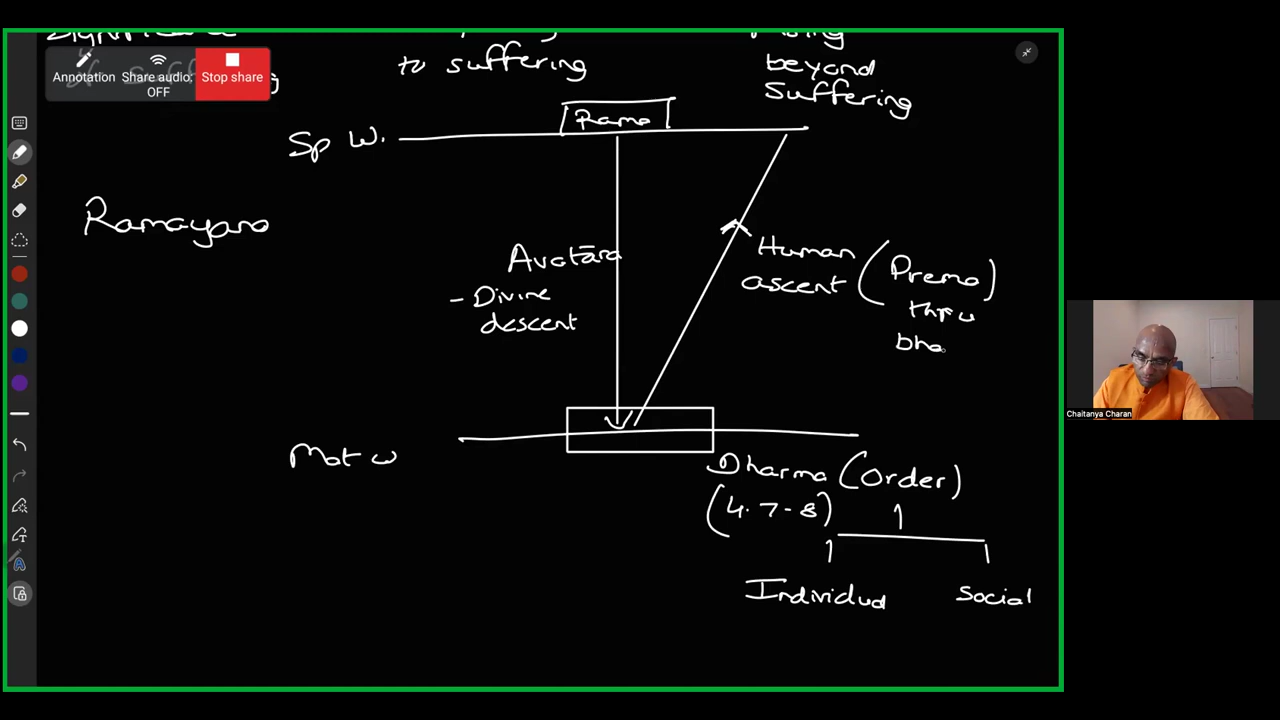 to suffering
beyond
Suffering
Annotation
Share audio:
OFF
Stop share
Rama
Sp W.
Ramayana
Avatāra
- Divine
descent
Human
ascent
(Prema)
thru
bha
Mat w
Dharma (Order)
(4.7-8)
Individual
Social
Chaitanya Charan